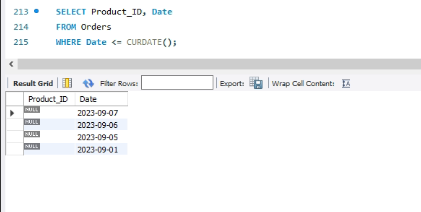 213 SELECT Product_ID, Date
214 FROM Orders
215 WHERE Date <= CURDATE();
Result Grid Filter Rows: Export: Wrap Cell Content:
Product_ID Date
NULL 2023-09-07
NULL 2023-09-06
NULL 2023-09-05
NULL 2023-09-01